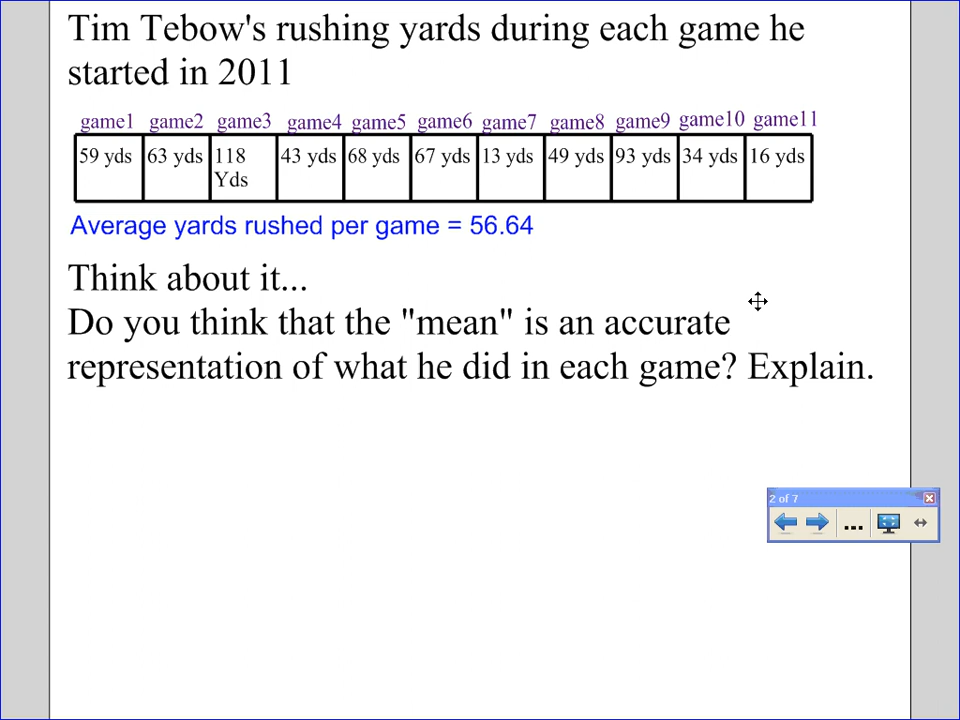 Tim Tebow's rushing yards during each game he
started in 2011
game1 game2 game3 game4 game5 game6 game7 game8 game9 game10 game11
59 yds 63 yds 118 43 yds 68 yds 67 yds 13 yds 49 yds 93 yds 34 yds 16 yds
Yds
Average yards rushed per game = 56.64
Think about it...
Do you think that the "mean" is an accurate
representation of what he did in each game? Explain.
2 of 7
...